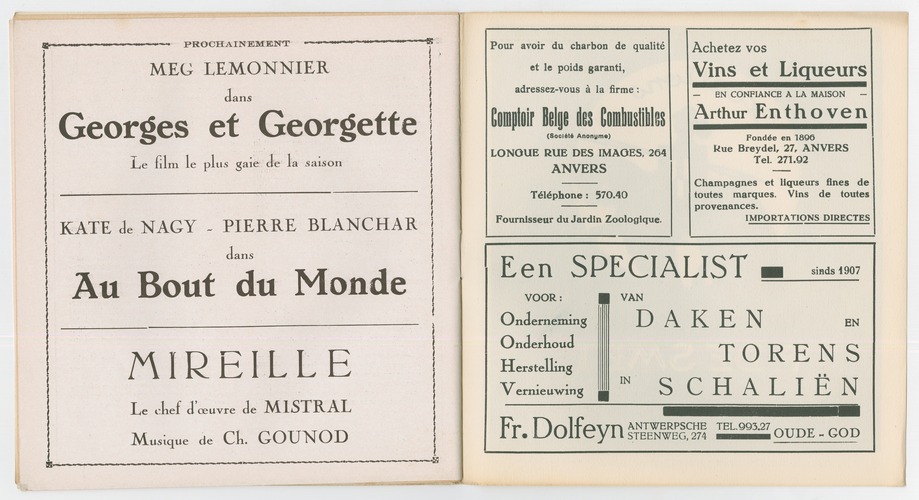 PROCHAINEMENT
MEG LEMONNIER
dans
Georges et Georgette
Le film le plus gaie de la saison
KATE de NAGY - PIERRE BLANCHAR
dans
Au Bout du Monde
MIREILLE
Le chef d'œuvre de MISTRAL
Musique de Ch. GOUNOD
Pour avoir du charbon de qualité
et le poids garanti,
adressez-vous à la firme :
Comptoir Belge des Combustibles
(Société Anonyme)
LONGUE RUE DES IMAGES, 264
ANVERS
Téléphone : 570.40
Fournisseur du Jardin Zoologique.
Achetez vos
Vins et Liqueurs
— EN CONFIANCE A LA MAISON —
Arthur Enthoven
Fondée en 1896
Rue Breydel, 27, ANVERS
Tel. 271.92
Champagnes et liqueurs fines de
toutes marques. Vins de toutes
provenances.
IMPORTATIONS DIRECTES
Een SPECIALIST
sinds 1907
VOOR :
Onderneming
Onderhoud
Herstelling
Vernieuwing
VAN
DAKEN
EN
TORENS
IN
SCHALIËN
Fr. Dolfeyn
ANTWERPSCHE
STEENWEG, 274
TEL. 993.27
OUDE - GOD